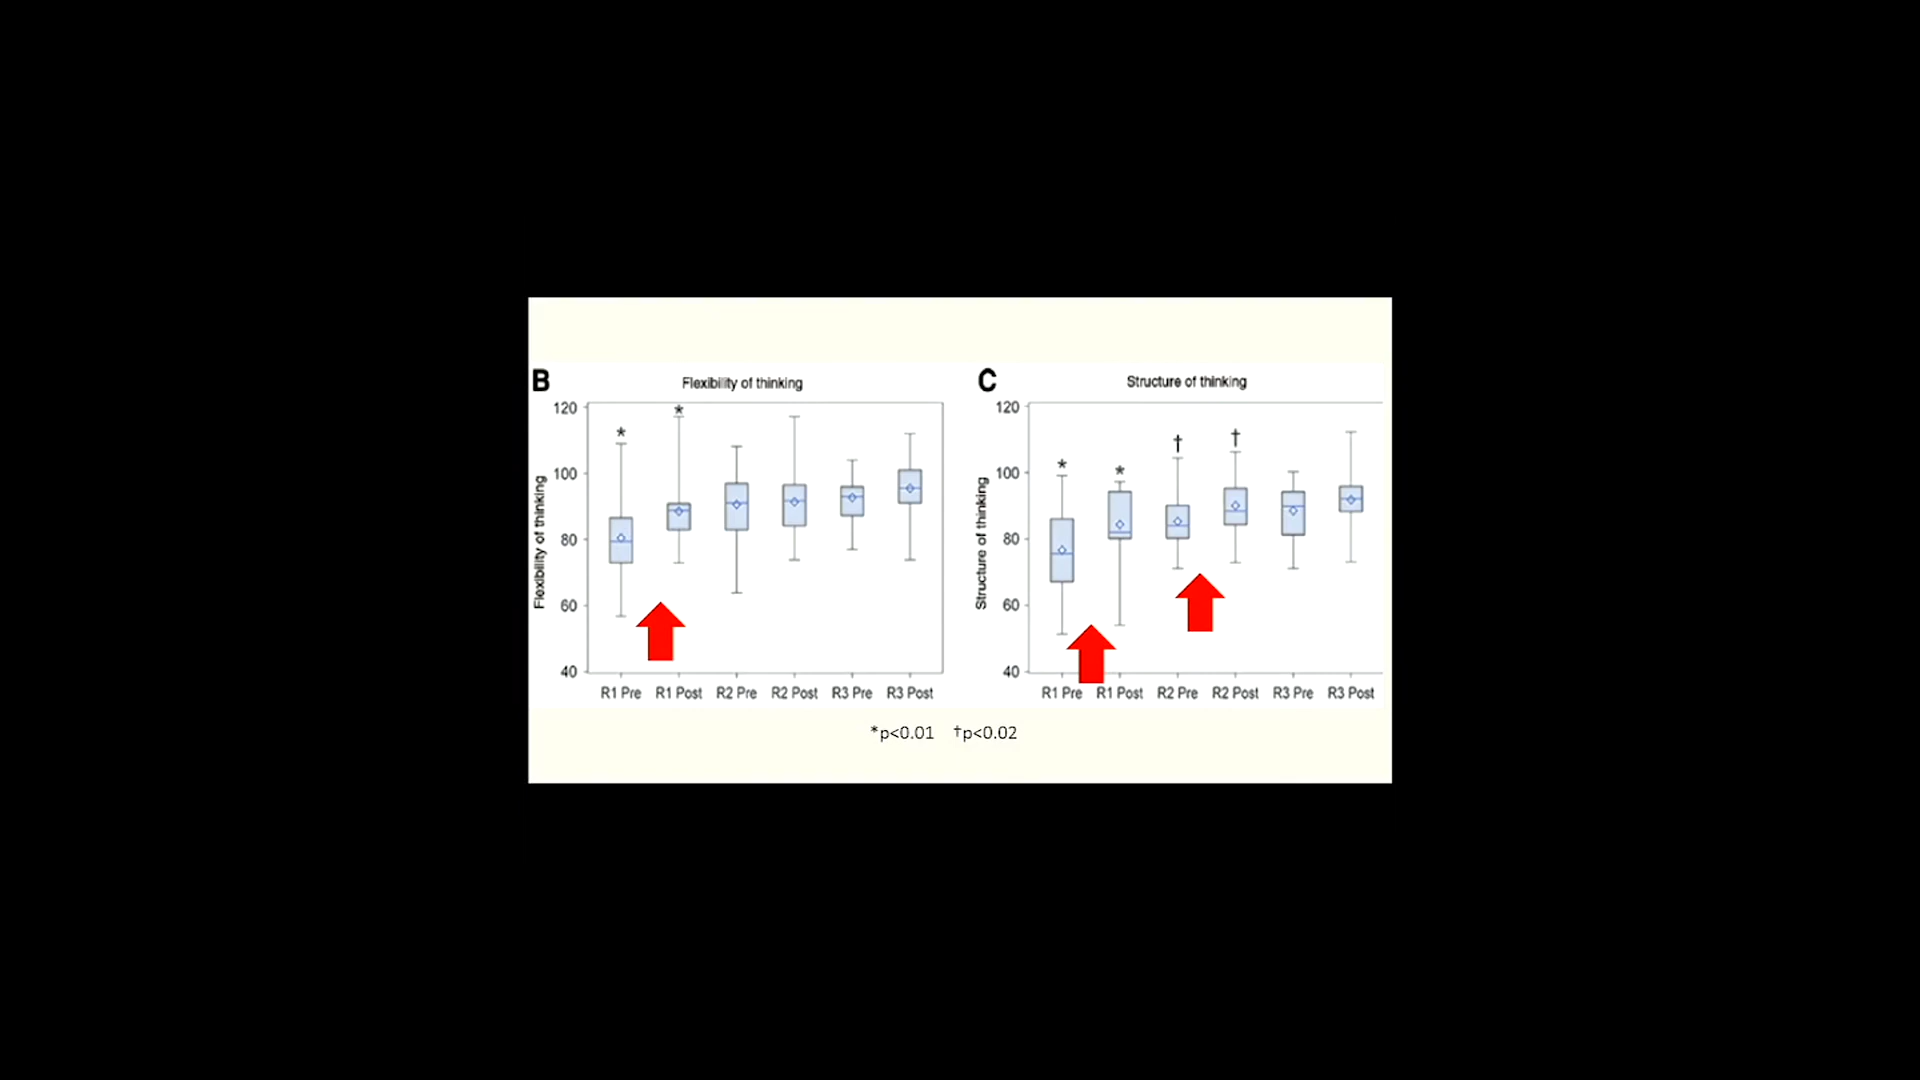 B
Flexibility of thinking
Flexibility of thinking
120
100
80
60
40
*
*
R1 Pre R1 Post R2 Pre R2 Post R3 Pre R3 Post
C
Structure of thinking
Structure of thinking
120
100
80
60
40
*
*
†
†
R1 Pre R1 Post R2 Pre R2 Post R3 Pre R3 Post
*p<0.01 †p<0.02